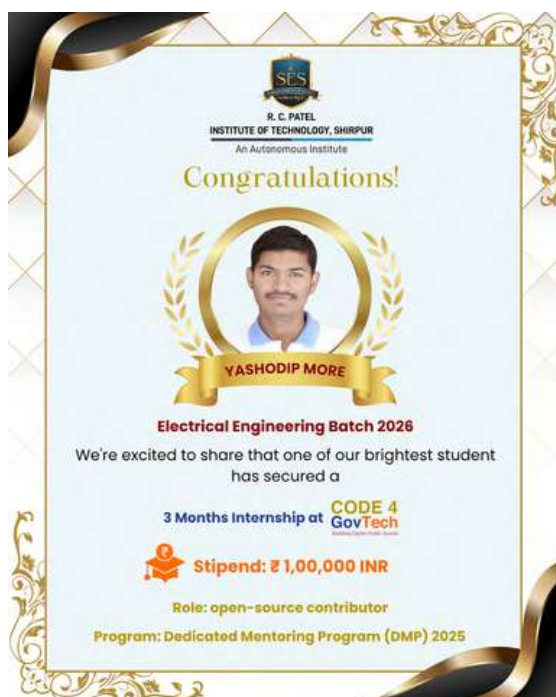 SES
R. C. PATEL
INSTITUTE OF TECHNOLOGY, SHIRPUR
An Autonomous Institute
Congratulations!
YASHODIP MORE
Electrical Engineering Batch 2026
We're excited to share that one of our brightest student
has secured a
3 Months Internship at CODE 4
GovTech
Stipend: ₹ 1,00,000 INR
Role: open-source contributor
Program: Dedicated Mentoring Program (DMP) 2025